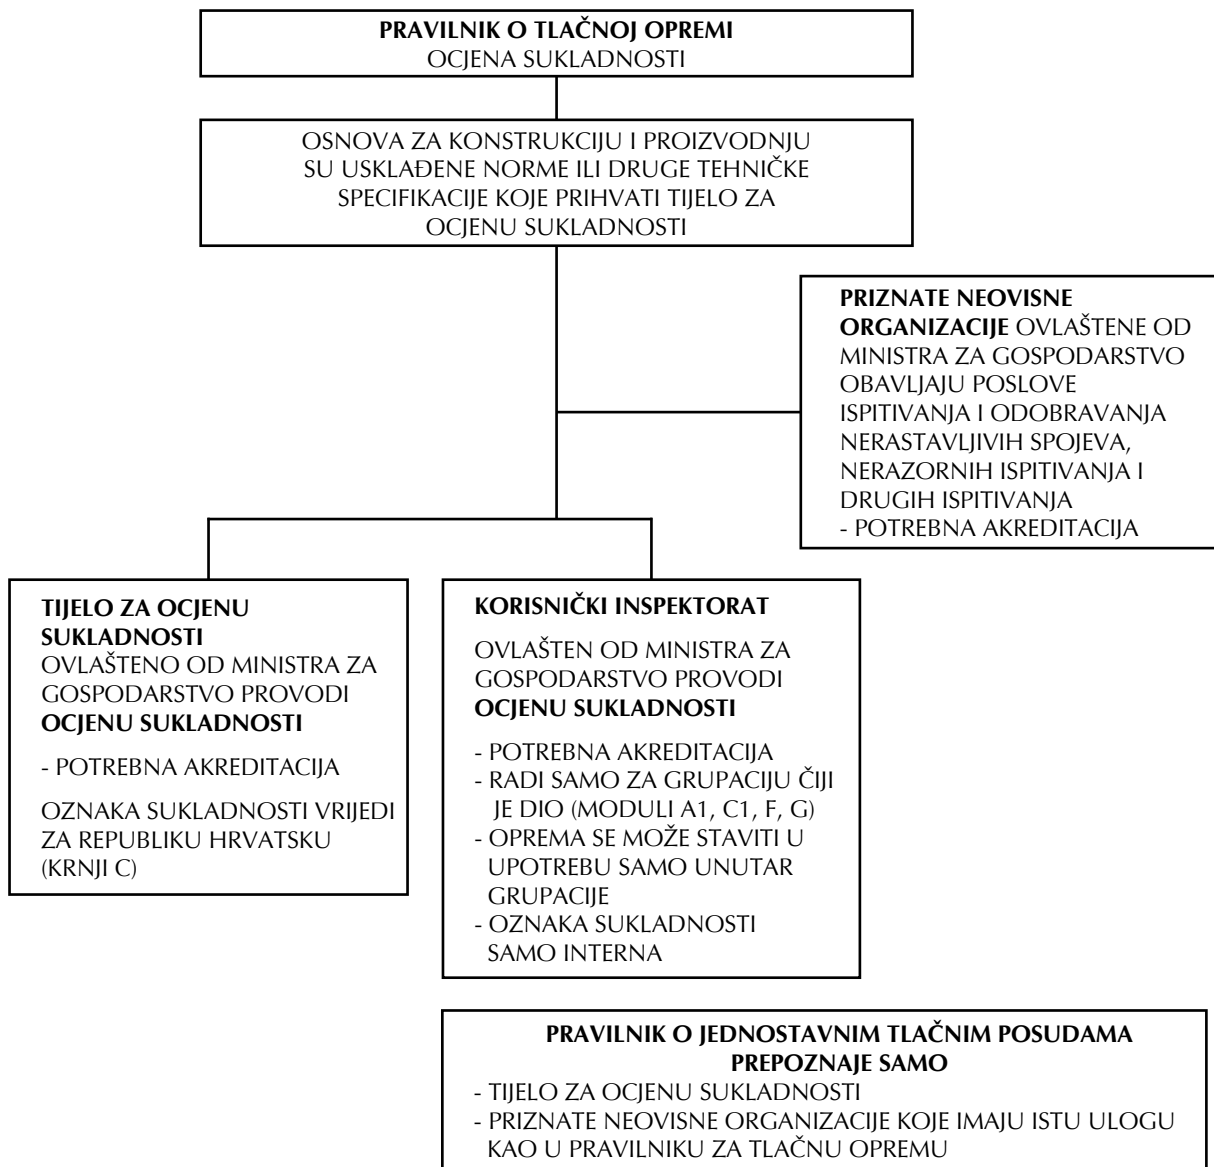 PRAVILNIK O TLAČNOJ OPREMI
OCJENA SUKLADNOSTI
OSNOVA ZA KONSTRUKCIJU I PROIZVODNJU
SU USKLAĐENE NORME ILI DRUGE TEHNIČKE
SPECIFIKACIJE KOJE PRIHVATI TIJELO ZA
OCJENU SUKLADNOSTI
PRIZNATE NEOVISNE
ORGANIZACIJE OVLAŠTENE OD
MINISTRA ZA GOSPODARSTVO
OBAVLJAJU POSLOVE
ISPITIVANJA I ODOBRAVANJA
NERASTAVLJIVIH SPOJEVA,
NERAZORNIH ISPITIVANJA I
DRUGIH ISPITIVANJA
- POTREBNA AKREDITACIJA
TIJELO ZA OCJENU
SUKLADNOSTI
OVLAŠTENO OD MINISTRA ZA
GOSPODARSTVO PROVODI
OCJENU SUKLADNOSTI
- POTREBNA AKREDITACIJA
OZNAKA SUKLADNOSTI VRIJEDI
ZA REPUBLIKU HRVATSKU
(KRNJI C)
KORISNIČKI INSPEKTORAT
OVLAŠTEN OD MINISTRA ZA
GOSPODARSTVO PROVODI
OCJENU SUKLADNOSTI
- POTREBNA AKREDITACIJA
- RADI SAMO ZA GRUPACIJU ČIJI
JE DIO (MODULI A1, C1, F, G)
- OPREMA SE MOŽE STAVITI U
UPOTREBU SAMO UNUTAR
GRUPACIJE
- OZNAKA SUKLADNOSTI
SAMO INTERNA
PRAVILNIK O JEDNOSTAVNIM TLAČNIM POSUDAMA
PREPOZNAJE SAMO
- TIJELO ZA OCJENU SUKLADNOSTI
- PRIZNATE NEOVISNE ORGANIZACIJE KOJE IMAJU ISTU ULOGU
KAO U PRAVILNIKU ZA TLAČNU OPREMU